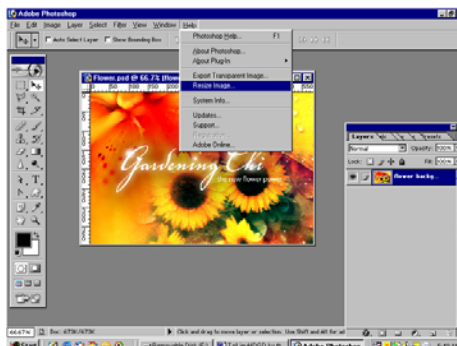 Adobe Photoshop
File Edit Image Layer Select Filter View Window Help
Auto Select Layer Show Bounding Box
Photoshop Help... F1
About Photoshop...
About Plug-In
Export Transparent Image...
Resize Image...
System Info...
Updates...
Support...
Registration...
Adobe Online...
Flower.psd @ 66.7% (flower
Gardening Chi
the new flower power
Layers
Normal Opacity: 100%
Lock: Fill: 100%
flower backg...
66.67% Doc: 673K/673K Click and drag to move layer or selection. Use Shift and Alt for ad
Start Adobe Photoshop